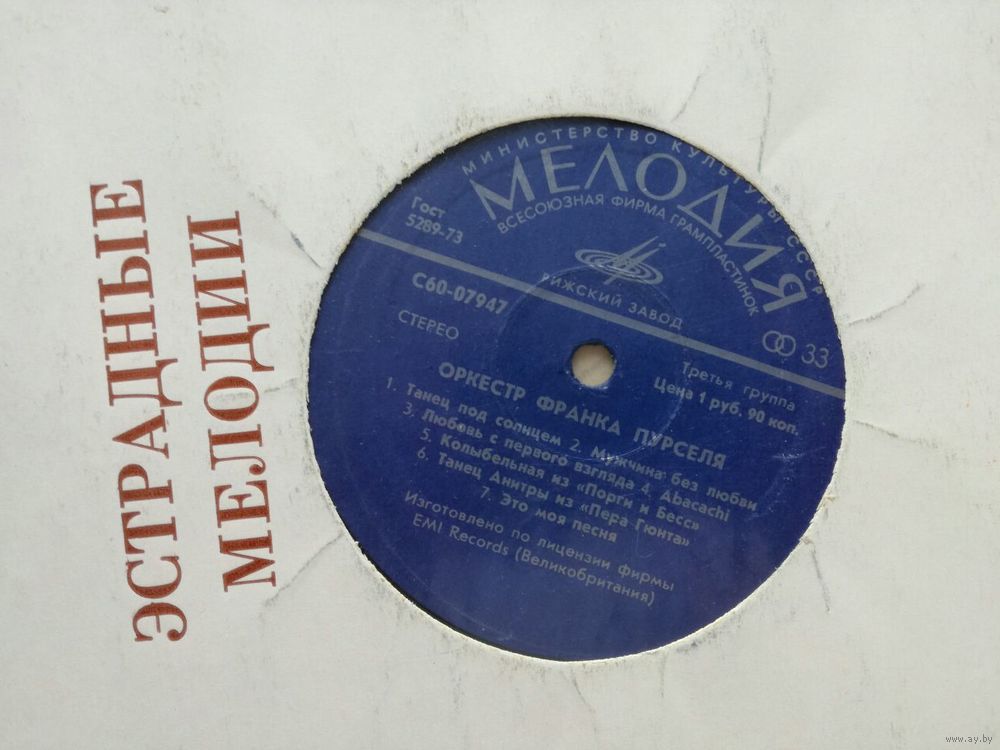 ЭСТРАДНЫЕ
МЕЛОДИИ
МИНИСТЕРСТВО КУЛЬТУРЫ СССР
МЕЛОДИЯ
ВСЕСОЮЗНАЯ ФИРМА ГРАМПЛАСТИНОК
Гост
5289-73
РИЖСКИЙ ЗАВОД
С60-07947
СТЕРЕО
33
Третья группа
Цена 1 руб. 90 коп.
ОРКЕСТР ФРАНКА ПУРСЕЛЯ
1. Танец под солнцем 2. Мужчина без любви
3. Любовь с первого взгляда 4. Abacachi
5. Колыбельная из «Порги и Бесс»
6. Танец Анитры из «Пера Гюнта»
7. Это моя песня
Изготовлено по лицензии фирмы
EMI Records (Великобритания)
www.ay.by